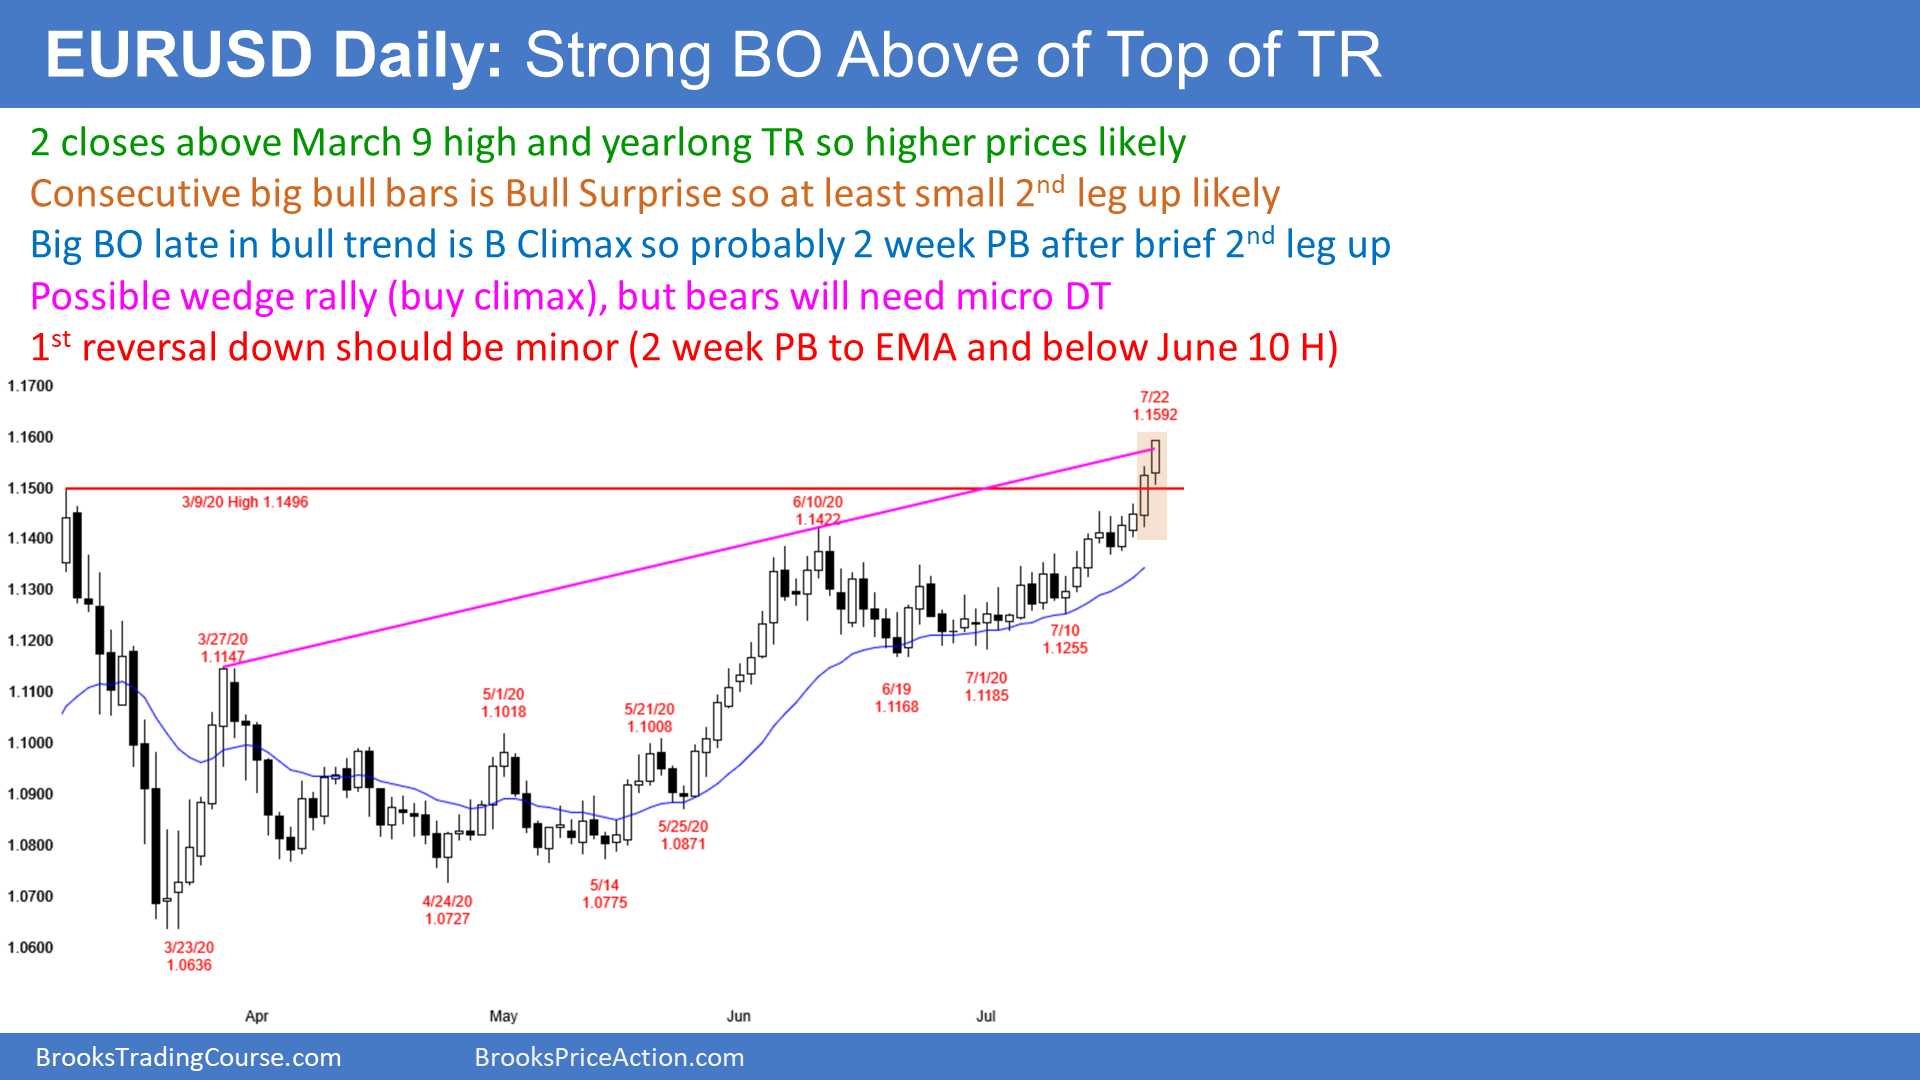 EURUSD Daily: Strong BO Above of Top of TR
2 closes above March 9 high and yearlong TR so higher prices likely
Consecutive big bull bars is Bull Surprise so at least small 2nd leg up likely
Big BO late in bull trend is B Climax so probably 2 week PB after brief 2nd leg up
Possible wedge rally (buy climax), but bears will need micro DT
1st reversal down should be minor (2 week PB to EMA and below June 10 H)
1.1700
1.1600
1.1500
1.1400
1.1300
1.1200
1.1100
1.1000
1.0900
1.0800
1.0700
1.0600
3/9/20 High 1.1496
3/27/20
1.1147
3/23/20
1.0636
4/24/20
1.0727
5/1/20
1.1018
5/14
1.0775
5/21/20
1.1008
5/25/20
1.0871
6/10/20
1.1422
6/19
1.1168
7/1/20
1.1185
7/10
1.1255
7/22
1.1592
Apr
May
Jun
Jul
BrooksTradingCourse.com
BrooksPriceAction.com